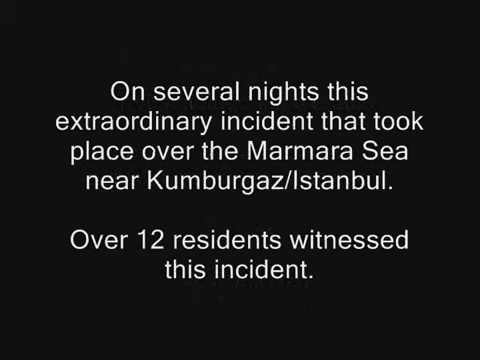 On several nights this
extraordinary incident that took
place over the Marmara Sea
near Kumburgaz/Istanbul.
Over 12 residents witnessed
this incident.